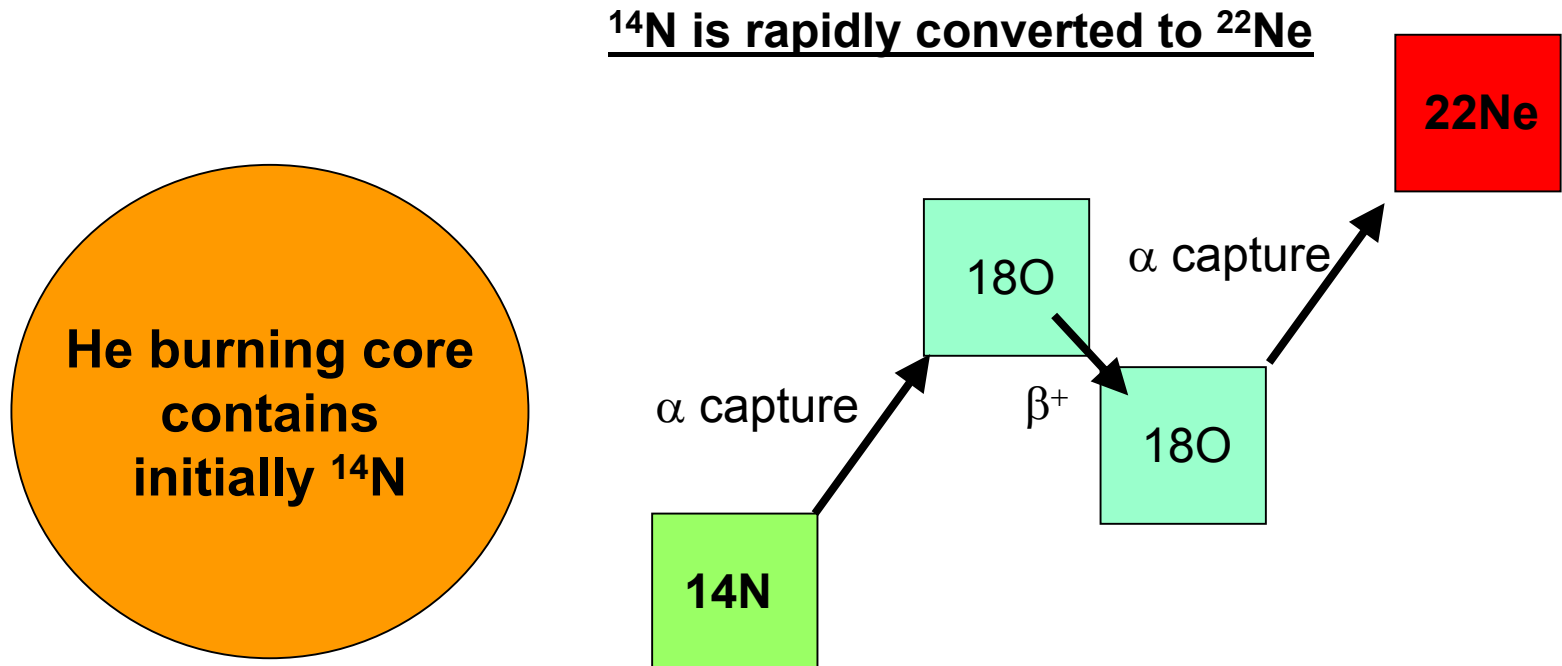 ¹⁴N is rapidly converted to ²²Ne
22Ne
α capture
18O
He burning core
contains
initially ¹⁴N
α capture
β⁺
18O
14N